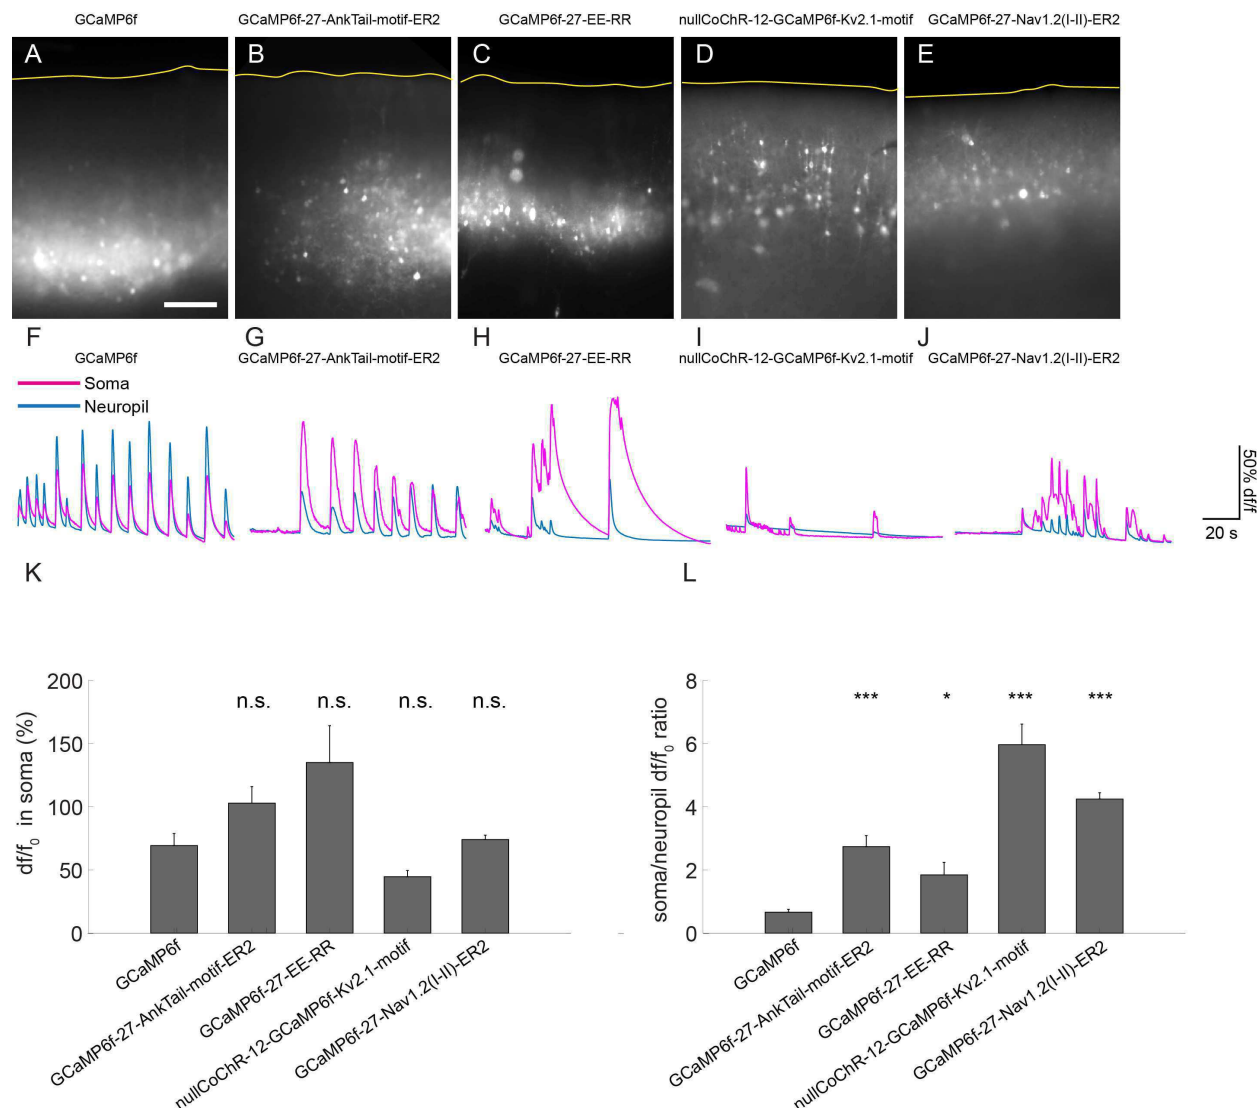 GCaMP6f GCaMP6f-27-AnkTail-motif-ER2 GCaMP6f-27-EE-RR nullCoChR-12-GCaMP6f-Kv2.1-motif GCaMP6f-27-Nav1.2(I-II)-ER2
A B C D E
F G H I J
GCaMP6f GCaMP6f-27-AnkTail-motif-ER2 GCaMP6f-27-EE-RR nullCoChR-12-GCaMP6f-Kv2.1-motif GCaMP6f-27-Nav1.2(I-II)-ER2
Soma
Neuropil
50% df/f
20 s
K
200
150
100
50
0
df/f0 in soma (%)
n.s. n.s. n.s. n.s.
GCaMP6f
GCaMP6f-27-AnkTail-motif-ER2
GCaMP6f-27-EE-RR
nullCoChR-12-GCaMP6f-Kv2.1-motif
GCaMP6f-27-Nav1.2(I-II)-ER2
L
8
6
4
2
0
soma/neuropil df/f0 ratio
*** * *** ***
GCaMP6f
GCaMP6f-27-AnkTail-motif-ER2
GCaMP6f-27-EE-RR
nullCoChR-12-GCaMP6f-Kv2.1-motif
GCaMP6f-27-Nav1.2(I-II)-ER2